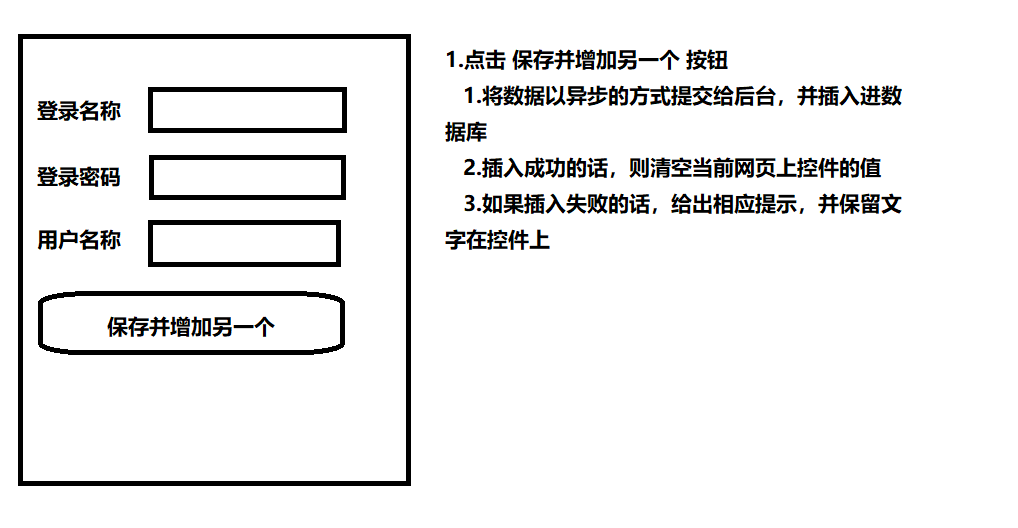 登录名称
登录密码
用户名称
保存并增加另一个
1.点击 保存并增加另一个 按钮
1.将数据以异步的方式提交给后台，并插入进数
据库
2.插入成功的话，则清空当前网页上控件的值
3.如果插入失败的话，给出相应提示，并保留文
字在控件上